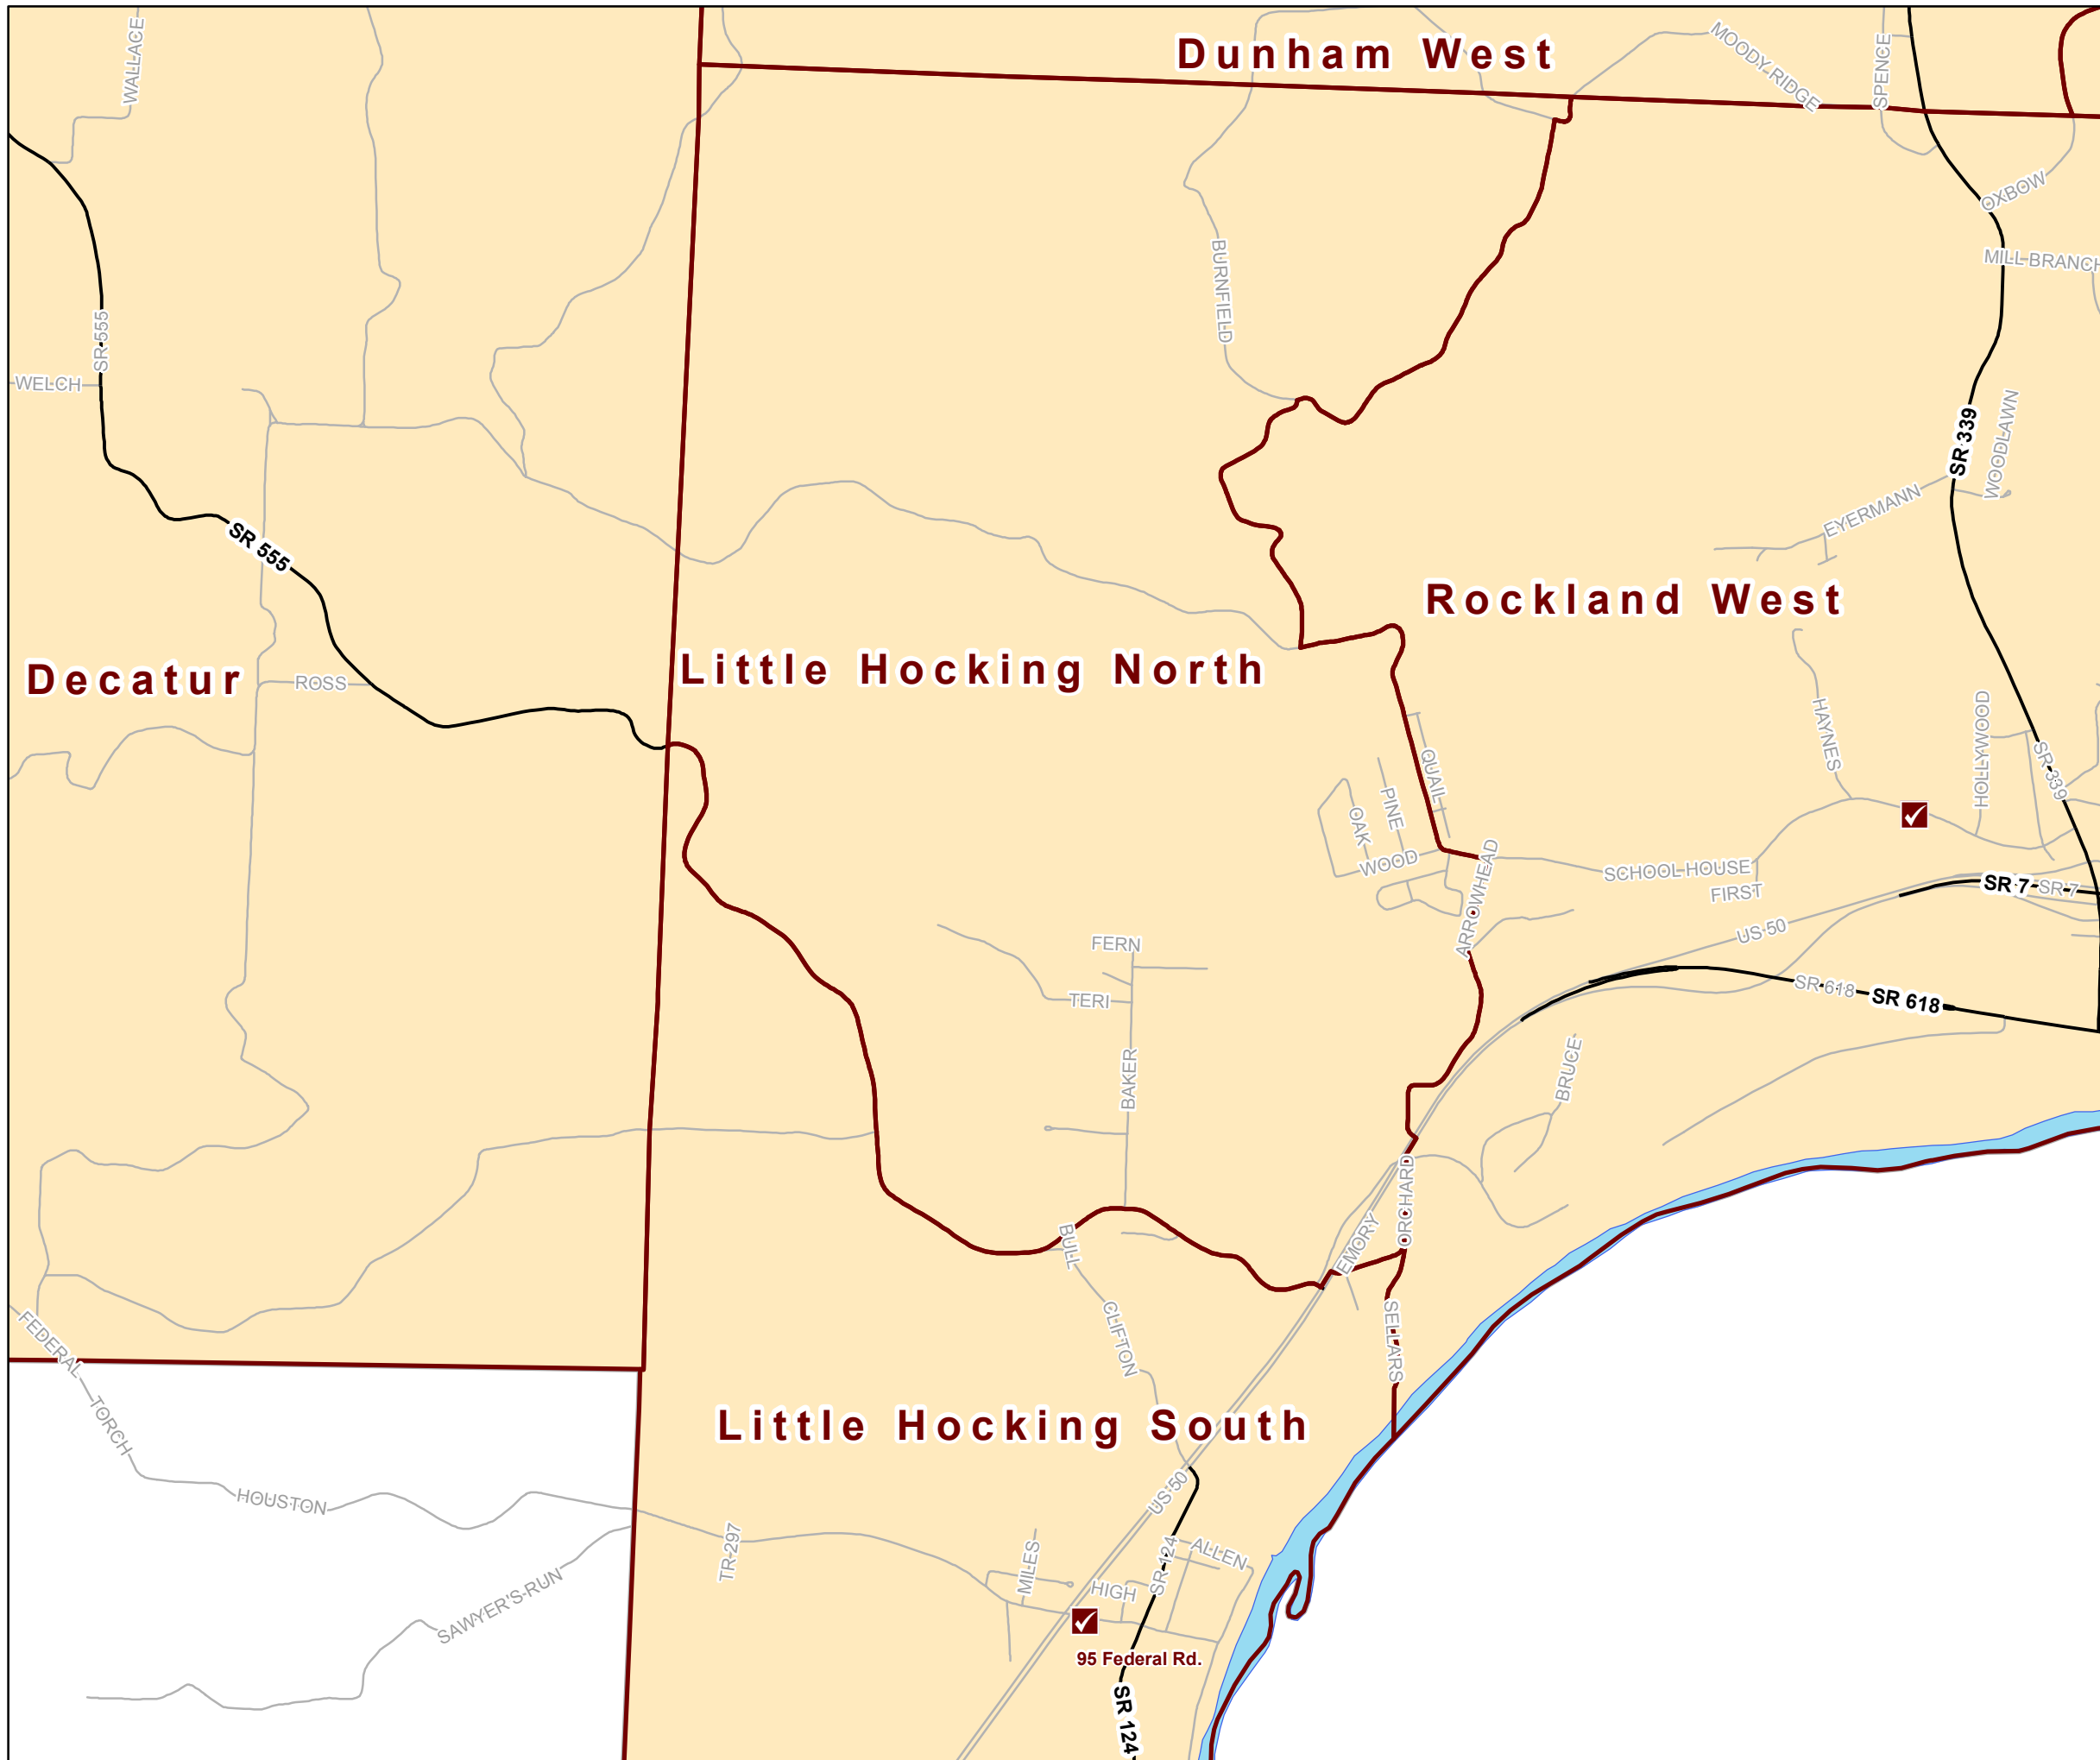 WALLACE
Dunham West
MOODY RIDGE
SPENCE
OXBOW
MILL BRANCH
BURNFIELD
SR 555
WELCH
SR 339
WOODLAWN
EYERMANN
SR 555
Rockland West
Little Hocking North
Decatur
ROSS
HAYNES
HOLLYWOOD
SR 339
QUAIL
PINE
OAK
WOOD
ARROWHEAD
SCHOOL HOUSE
FIRST
SR 7
SR 7
US 50
FERN
TERI
SR 618
SR 618
BAKER
BRUCE
ORCHARD
EMORY
BULL
CLIFTON
SELLARS
FEDERAL
TORCH
Little Hocking South
HOUSTON
US 50
TR 297
MILES
SR 124
ALLEN
HIGH
SAWYER'S RUN
95 Federal Rd.
SR 124